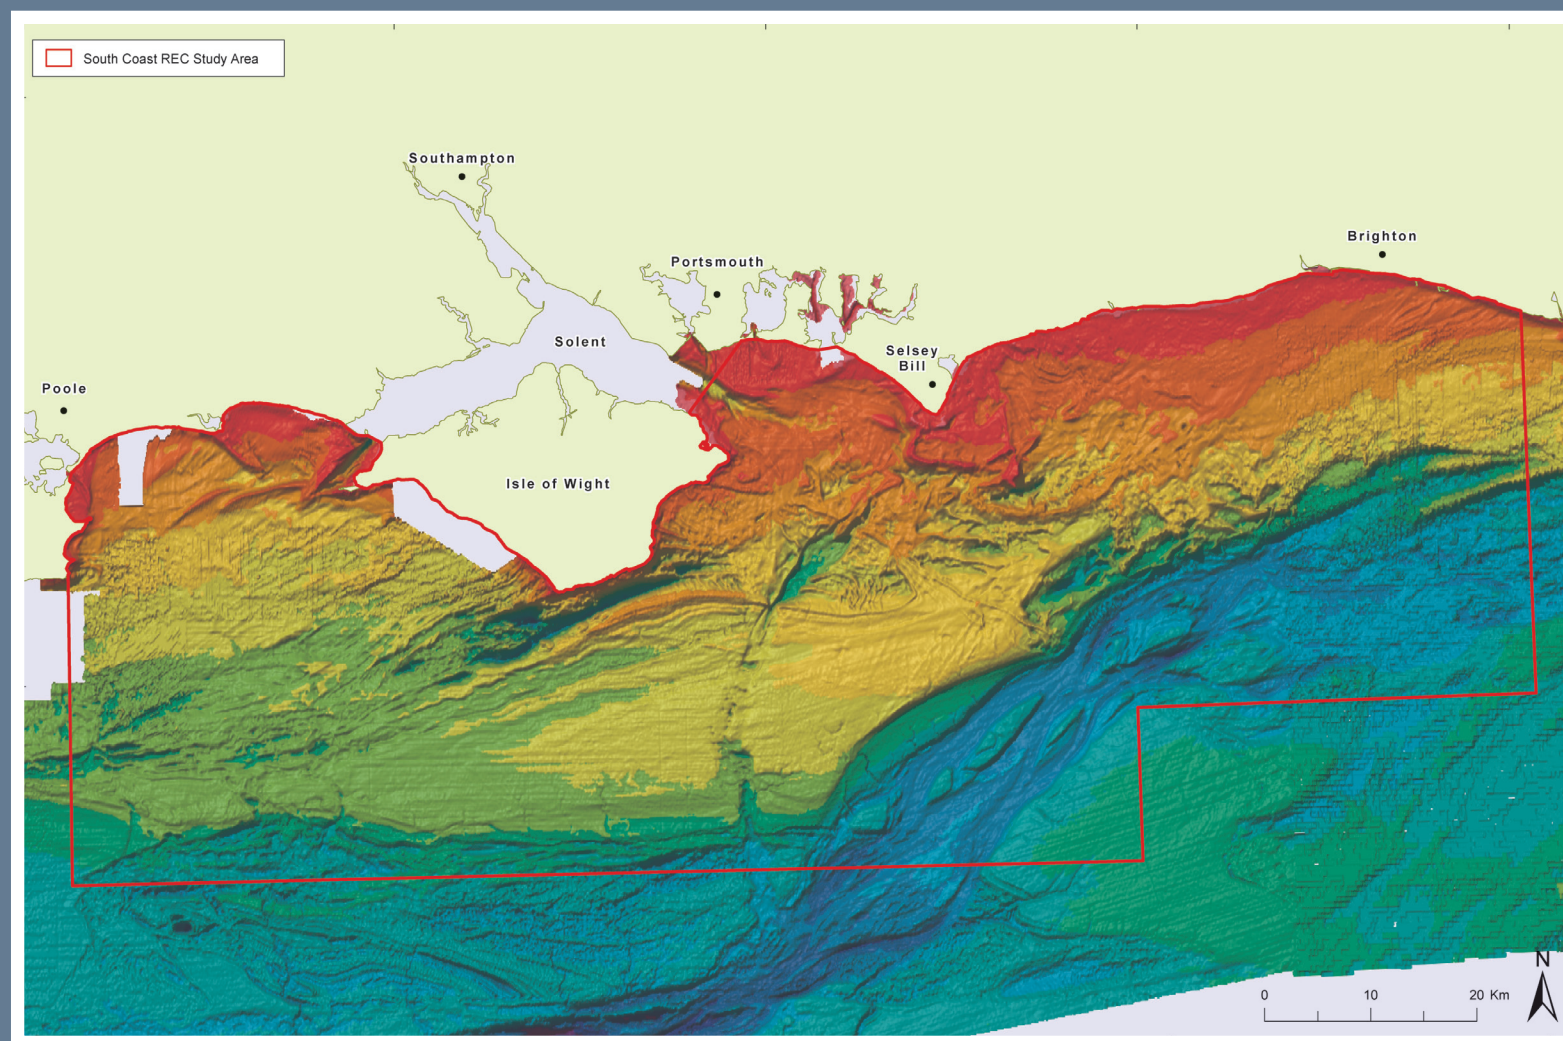 South Coast REC Study Area
Southampton
Brighton
Portsmouth
Solent
Selsey
Bill
Poole
Isle of Wight
N
0 10 20 Km